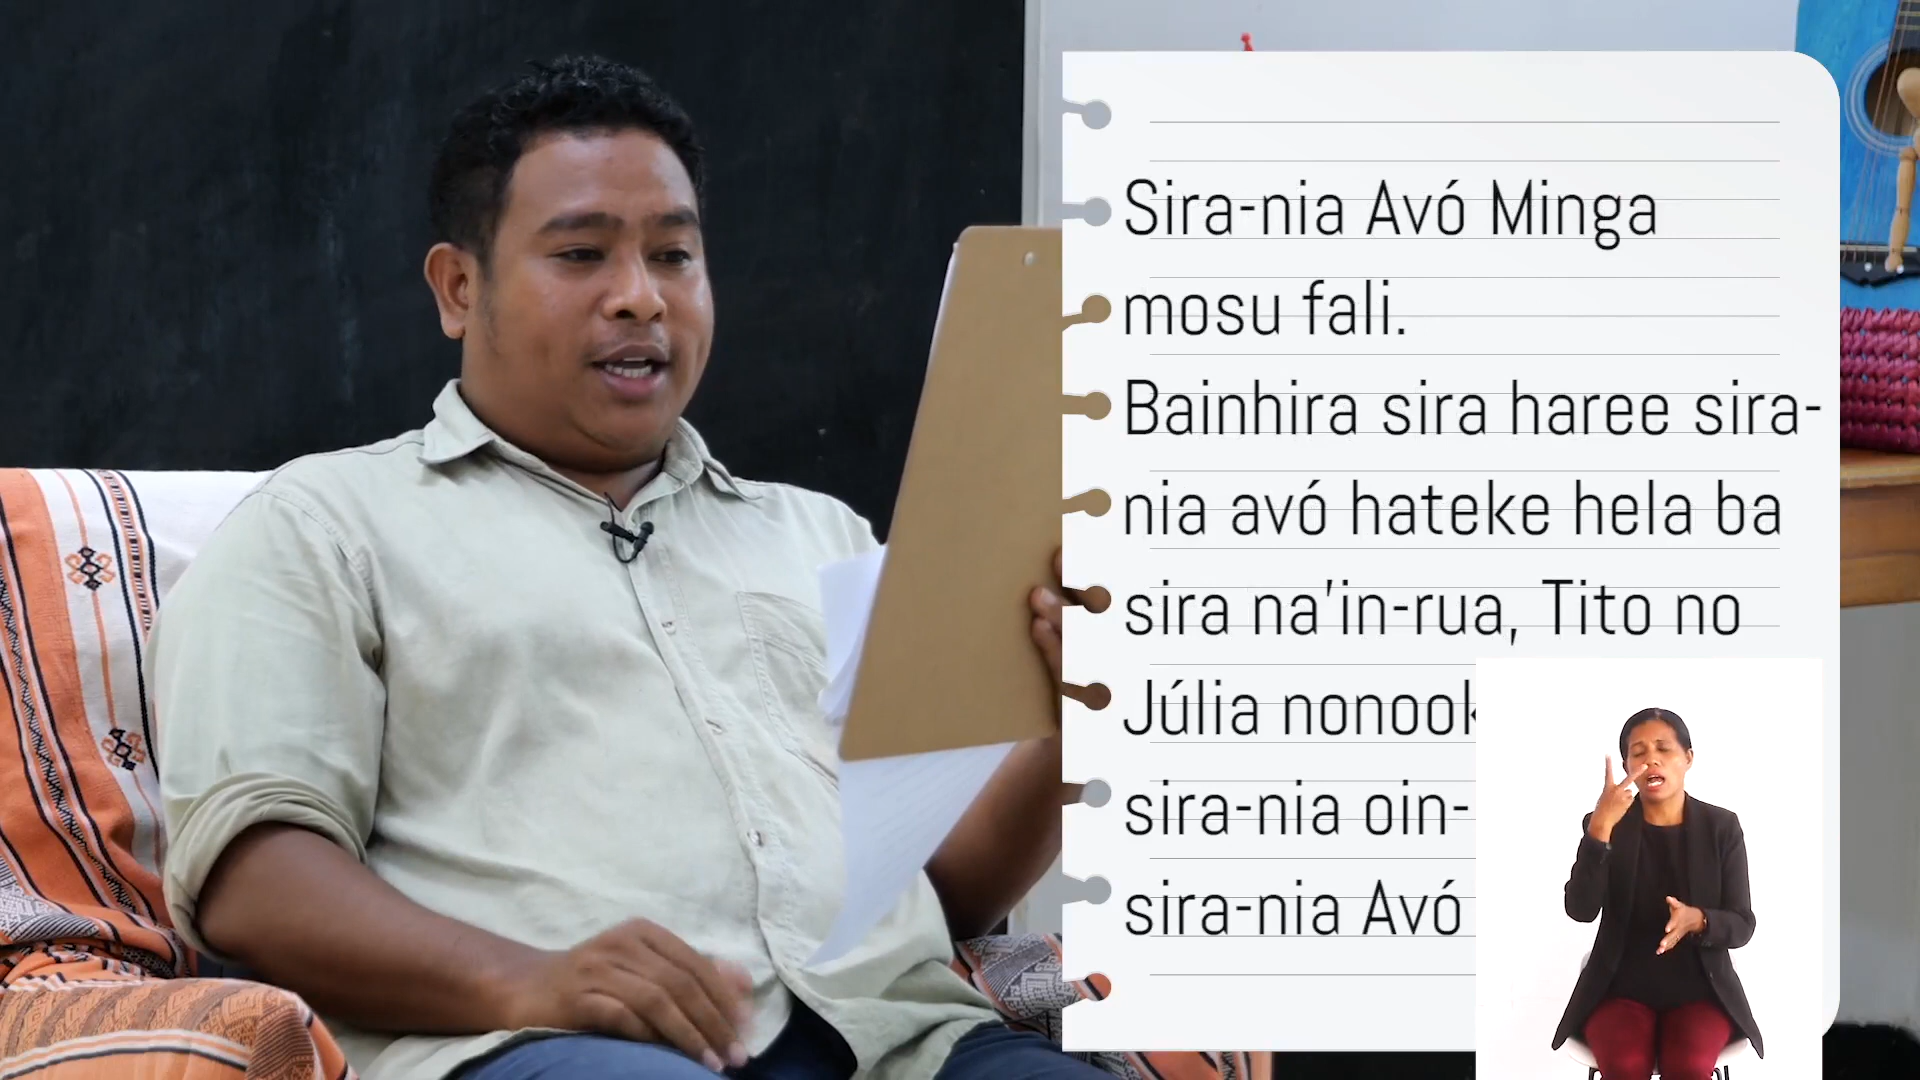 Sira-nia Avó Minga
mosu fali.
Bainhira sira haree sira-
nia avó hateke hela ba
sira na'in-rua, Tito no
Júlia
sira-nia oin-
sira-nia Avó